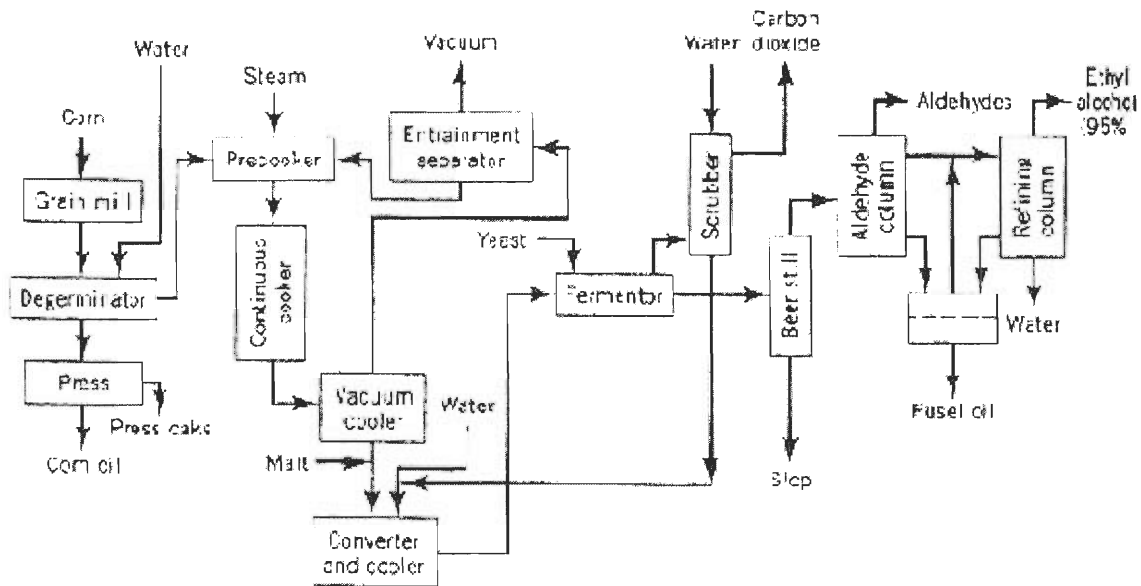 Carbon
dioxide
Water
Vacuum
Water
Steam
Corn
Ethyl
alcohol
(95%
Aldehydes
Entrainment
separator
Precooker
Grain mill
Scrubber
Aldehyde
column
Refining
column
Yeast
Continuous
cooker
Degerminator
Fermentor
Beer still
Water
Press
Vacuum
cooler
Water
Press cake
Fusel oil
Corn oil
Malt
Slop
Converter
and cooler